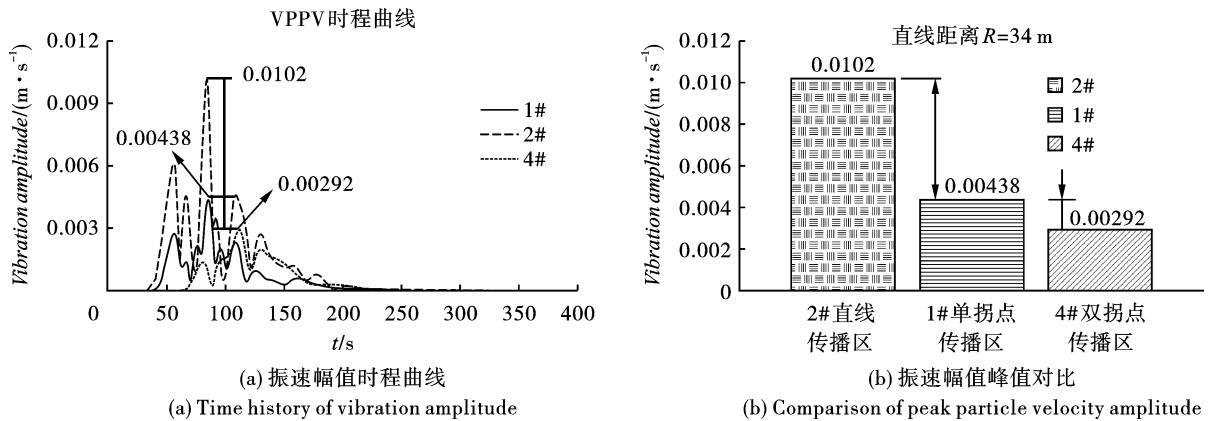 VPPV时程曲线
Vibration amplitude/(m·s⁻¹)
0.012
0.009
0.006
0.003
0.0102
0.00438
0.00292
1#
2#
4#
0 50 100 150 200 250 300 350 400
t/s
(a) 振速幅值时程曲线
(a) Time history of vibration amplitude
直线距离R=34 m
Vibration amplitude/(m·s⁻¹)
0.012
0.010
0.008
0.006
0.004
0.002
0
0.0102
0.00438
0.00292
2#
1#
4#
2#直线 1#单拐点 4#双拐点
传播区 传播区 传播区
(b) 振速幅值峰值对比
(b) Comparison of peak particle velocity amplitude